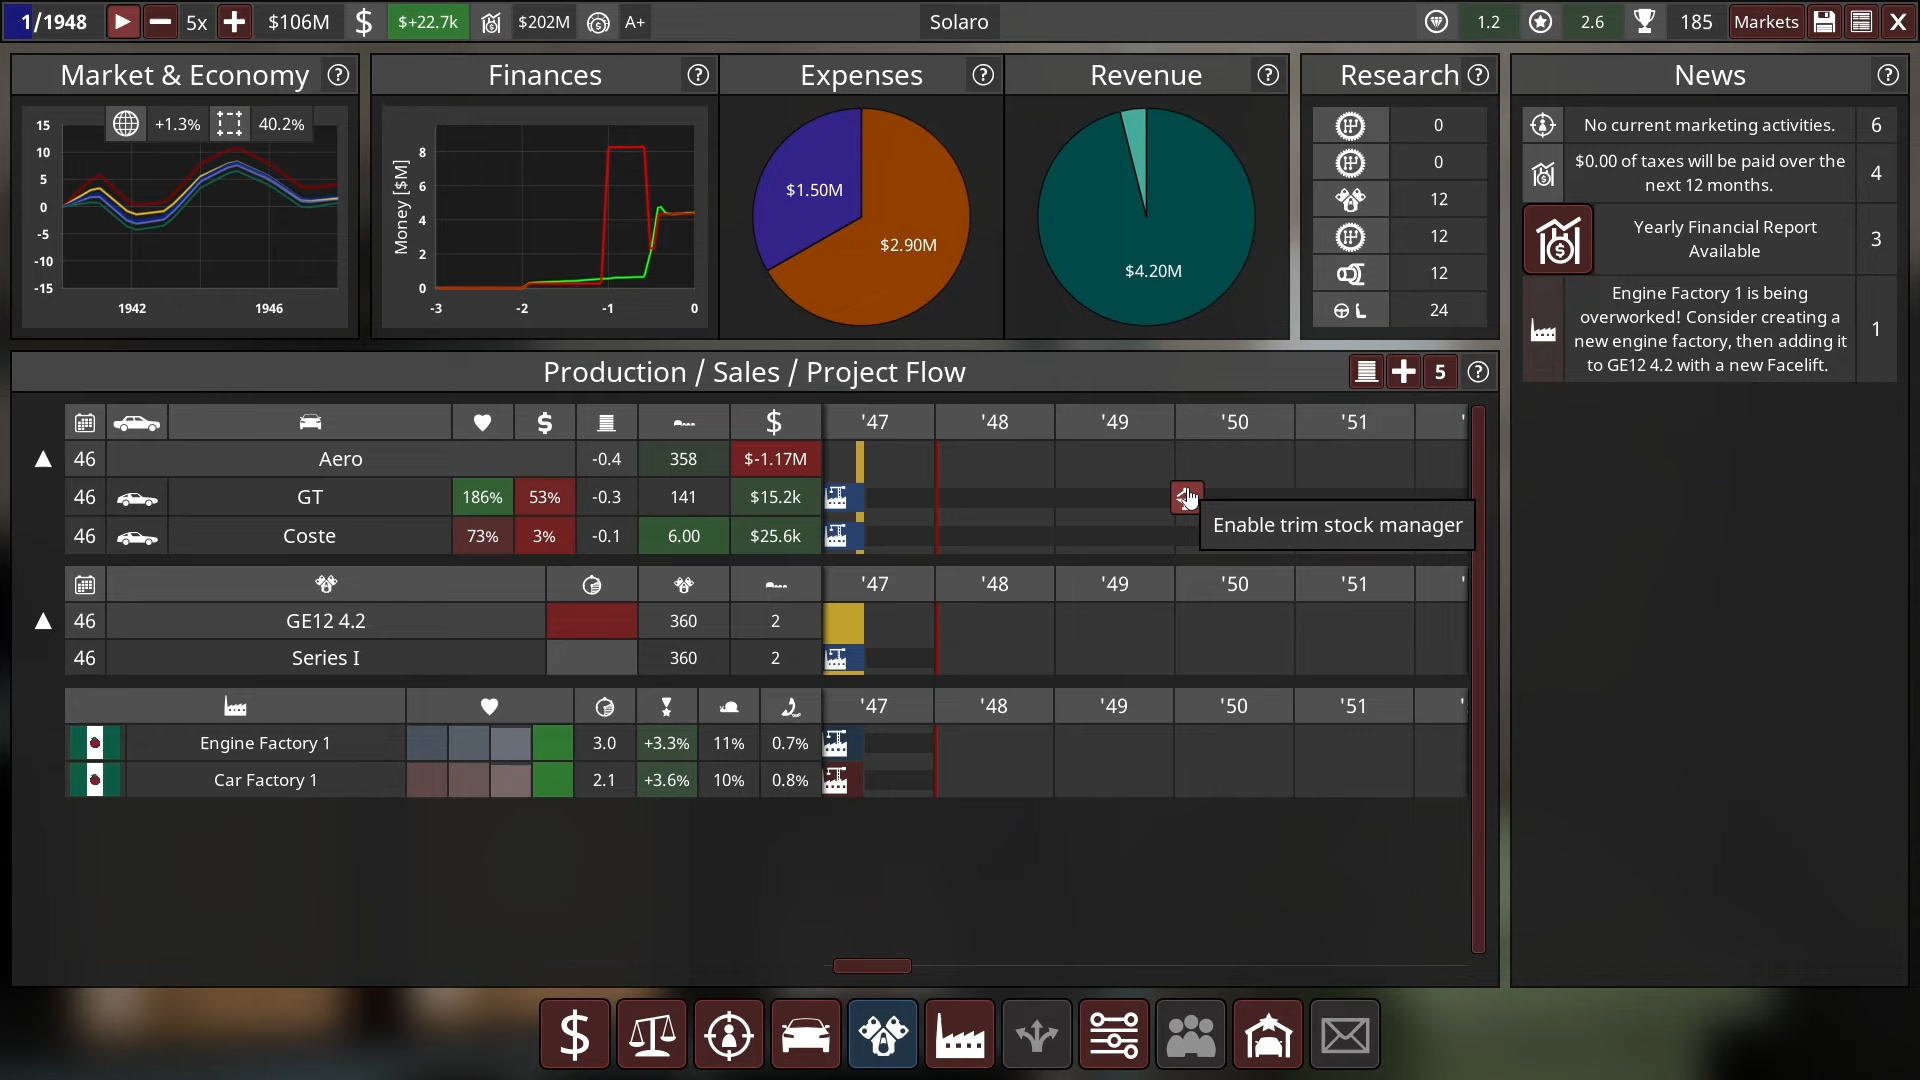 1/1948
5x
$106M
$+22.7k
$202M
A+
Solaro
1.2
2.6
185
Markets
X
Market & Economy
?
+1.3%
40.2%
15
10
5
0
-5
-10
-15
1942
1946
Finances
?
Money [$M]
8
6
4
2
0
-3
-2
-1
0
Expenses
?
$1.50M
$2.90M
Revenue
?
$4.20M
Research
?
0
0
12
12
12
24
News
?
No current marketing activities.
6
$0.00 of taxes will be paid over the
next 12 months.
4
Yearly Financial Report
Available
3
Engine Factory 1 is being
overworked! Consider creating a
new engine factory, then adding it
to GE12 4.2 with a new Facelift.
1
Production / Sales / Project Flow
5
?
$
$
'47
'48
'49
'50
'51
'
46
Aero
-0.4
358
$-1.17M
46
GT
186%
53%
-0.3
141
$15.2k
46
Coste
73%
3%
-0.1
6.00
$25.6k
Enable trim stock manager
'47
'48
'49
'50
'51
'
46
GE12 4.2
360
2
46
Series I
360
2
'47
'48
'49
'50
'51
'
Engine Factory 1
3.0
+3.3%
11%
0.7%
Car Factory 1
2.1
+3.6%
10%
0.8%